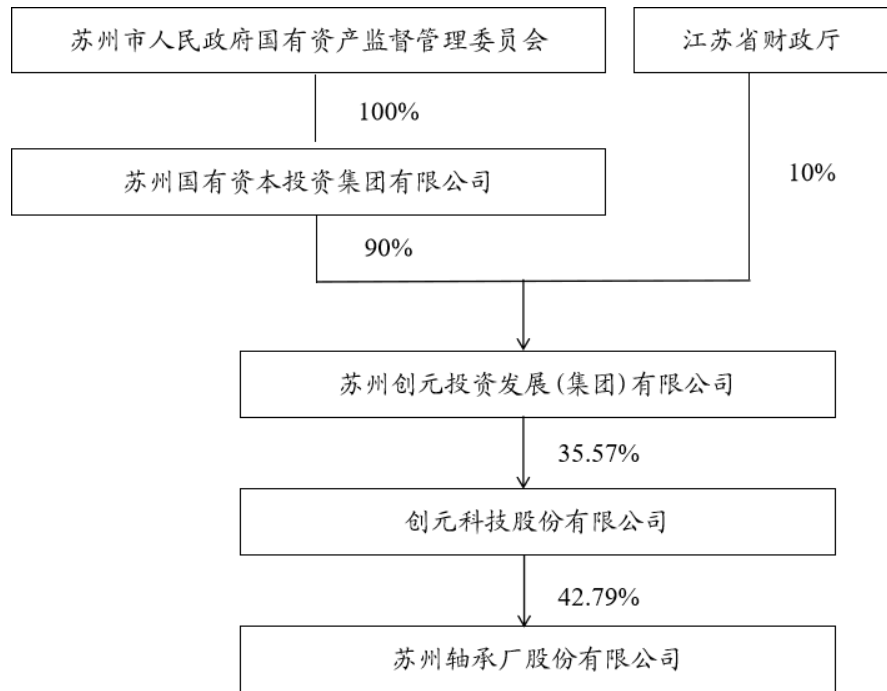 苏州市人民政府国有资产监督管理委员会
江苏省财政厅
100%
苏州国有资本投资集团有限公司
10%
90%
苏州创元投资发展(集团)有限公司
35.57%
创元科技股份有限公司
42.79%
苏州轴承厂股份有限公司